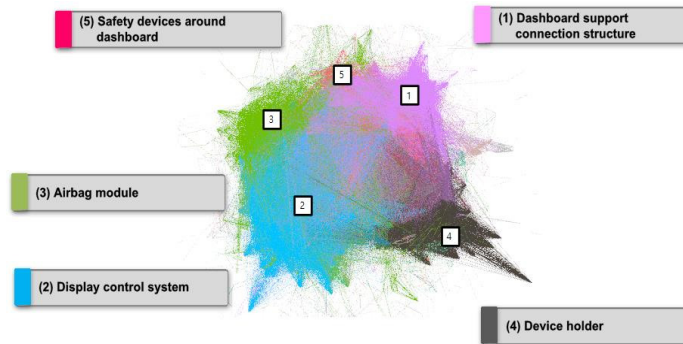 (5) Safety devices around
dashboard
(1) Dashboard support
connection structure
5
1
3
(3) Airbag module
2
4
(2) Display control system
(4) Device holder